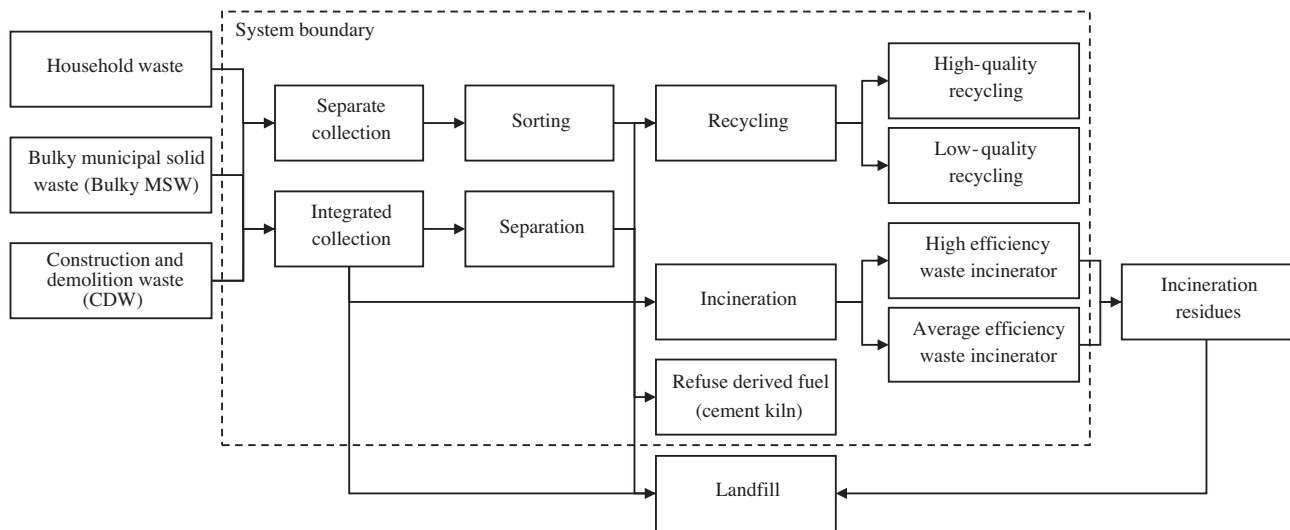 System boundary
Household waste
Bulky municipal solid
waste (Bulky MSW)
Construction and
demolition waste
(CDW)
Separate
collection
Integrated
collection
Sorting
Separation
Recycling
Incineration
Refuse derived fuel
(cement kiln)
Landfill
High-quality
recycling
Low-quality
recycling
High efficiency
waste incinerator
Average efficiency
waste incinerator
Incineration
residues